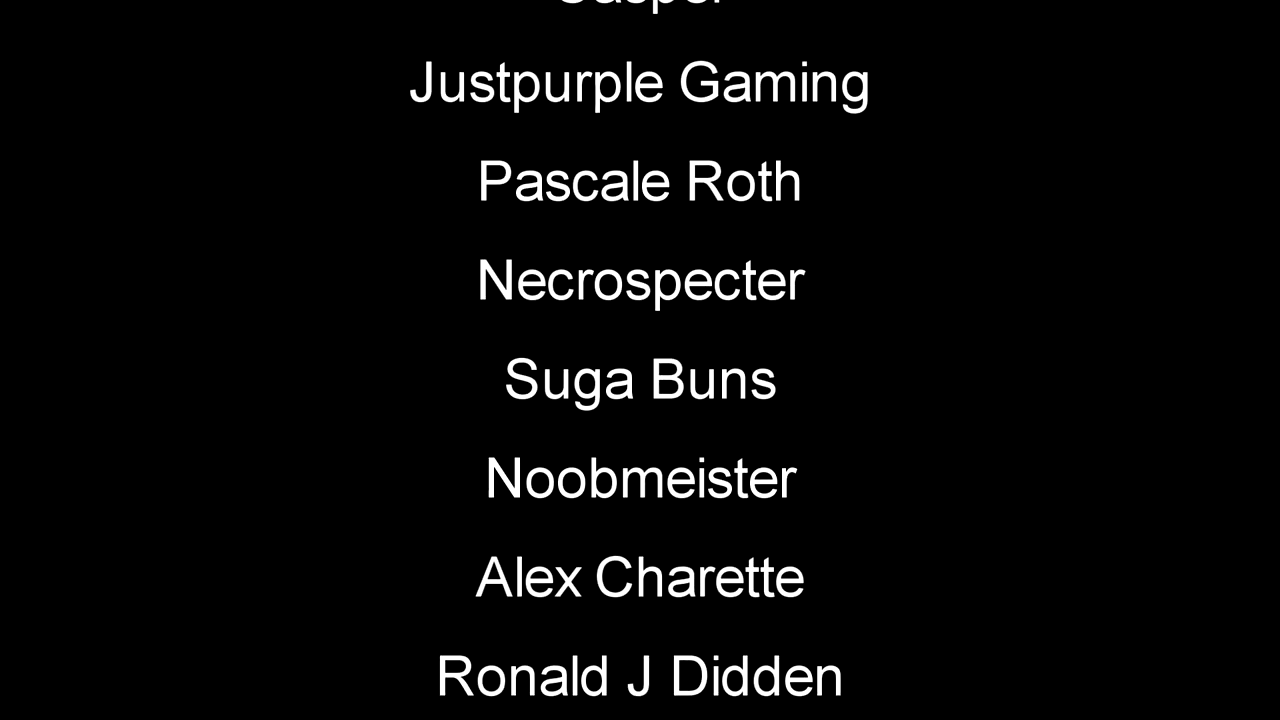 Justpurple Gaming
Pascale Roth
Necrospecter
Suga Buns
Noobmeister
Alex Charette
Ronald J Didden